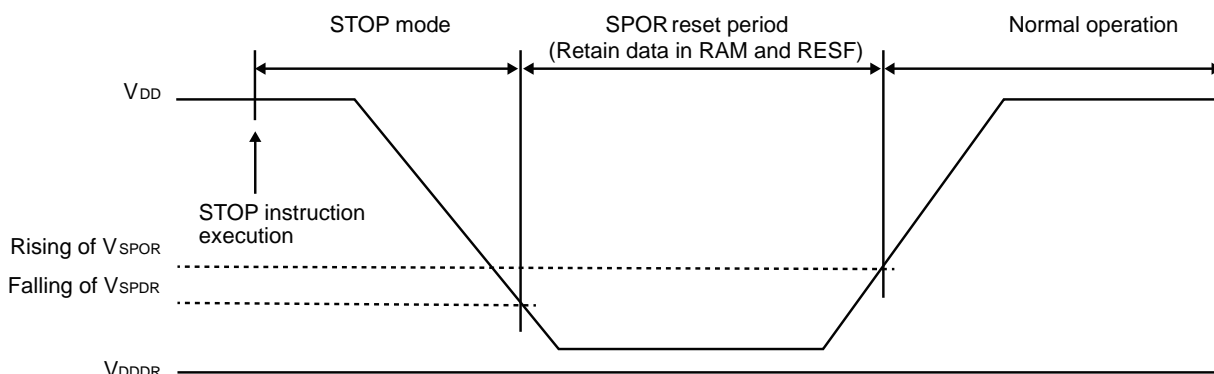 STOP mode
SPOR reset period
(Retain data in RAM and RESF)
Normal operation
VDD
STOP instruction
execution
Rising of VSPOR
Falling of VSPDR
VDDDR